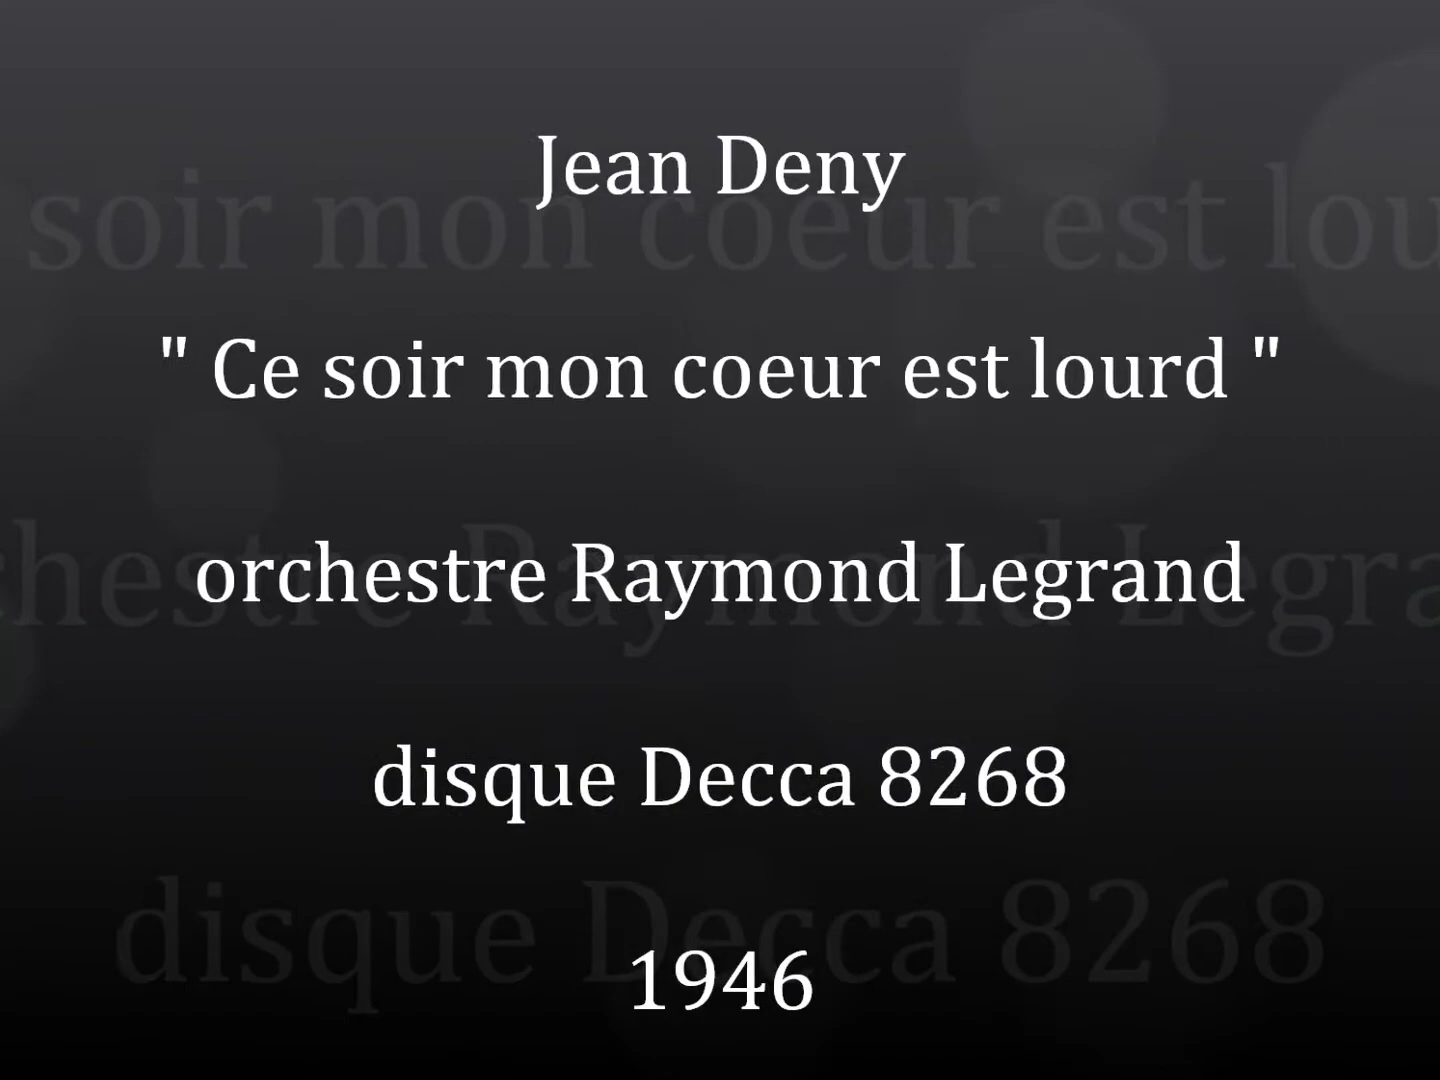 Jean Deny
" Ce soir mon coeur est lourd "
orchestre Raymond Legrand
disque Decca 8268
1946